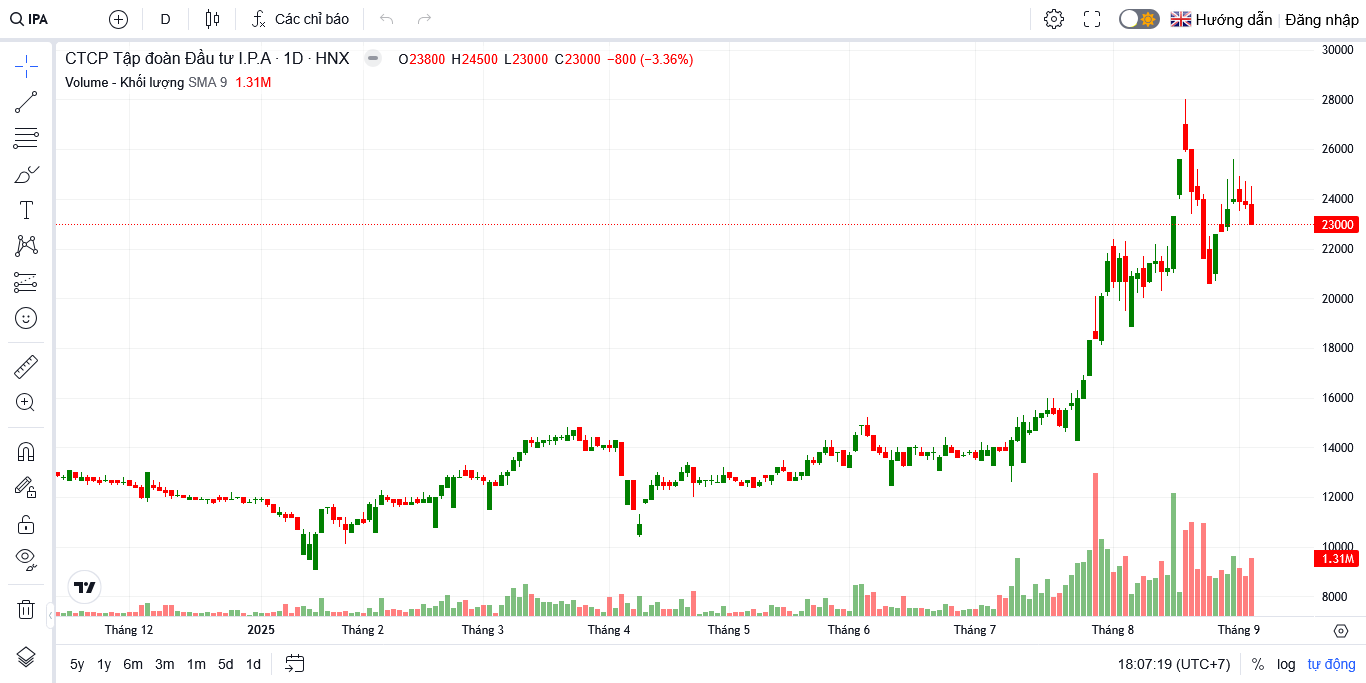 IPA
D
Các chỉ báo
Hướng dẫn
Đăng nhập
CTCP Tập đoàn Đầu tư I.P.A · 1D · HNX
O23800 H24500 L23000 C23000 −800 (−3.36%)
Volume - Khối lượng SMA 9 1.31M
30000
28000
26000
24000
23000
22000
20000
18000
16000
14000
12000
10000
1.31M
8000
Tháng 12
2025
Tháng 2
Tháng 3
Tháng 4
Tháng 5
Tháng 6
Tháng 7
Tháng 8
Tháng 9
5y 1y 6m 3m 1m 5d 1d
18:07:19 (UTC+7)
% log tự động